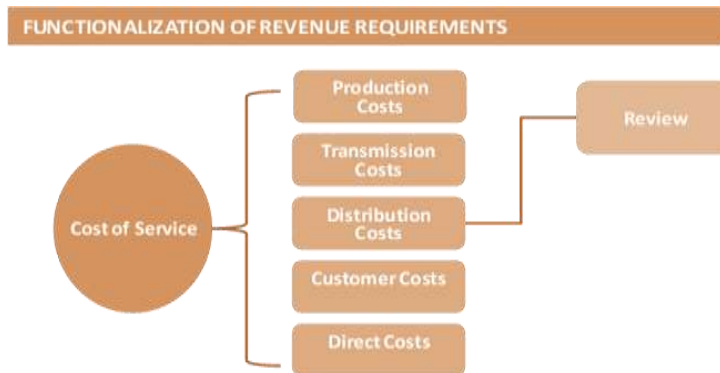 FUNCTIONALIZATION OF REVENUE REQUIREMENTS
Production
Costs
Transmission
Costs
Distribution
Costs
Customer Costs
Direct Costs
Cost of Service
Review